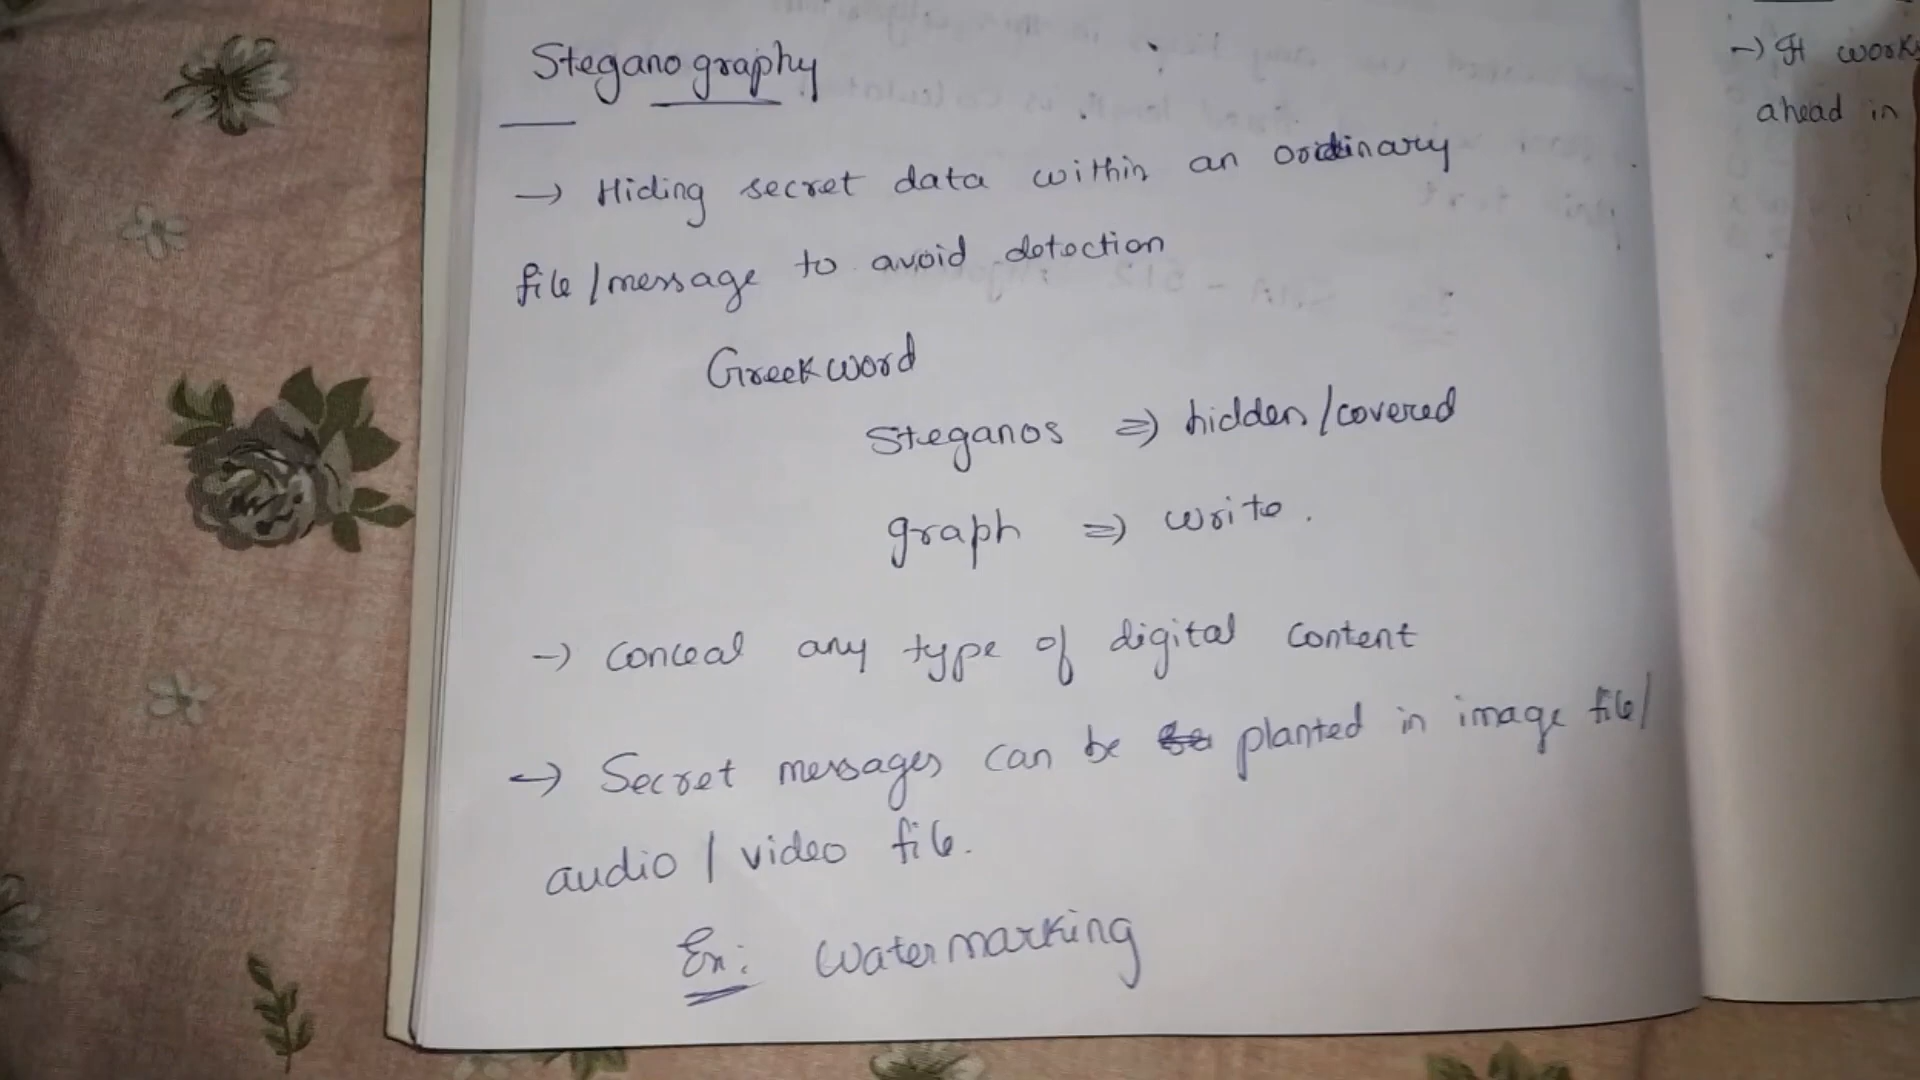 Steganography
→ Hiding secret data within an ordinary
file/message to avoid detection
Greek word
Steganos ⇒ hidden/covered
graph ⇒ write.
→ conceal any type of digital content
→ Secret messages can be planted in image file/
audio / video file.
Ex: Watermarking
→ It works
ahead in